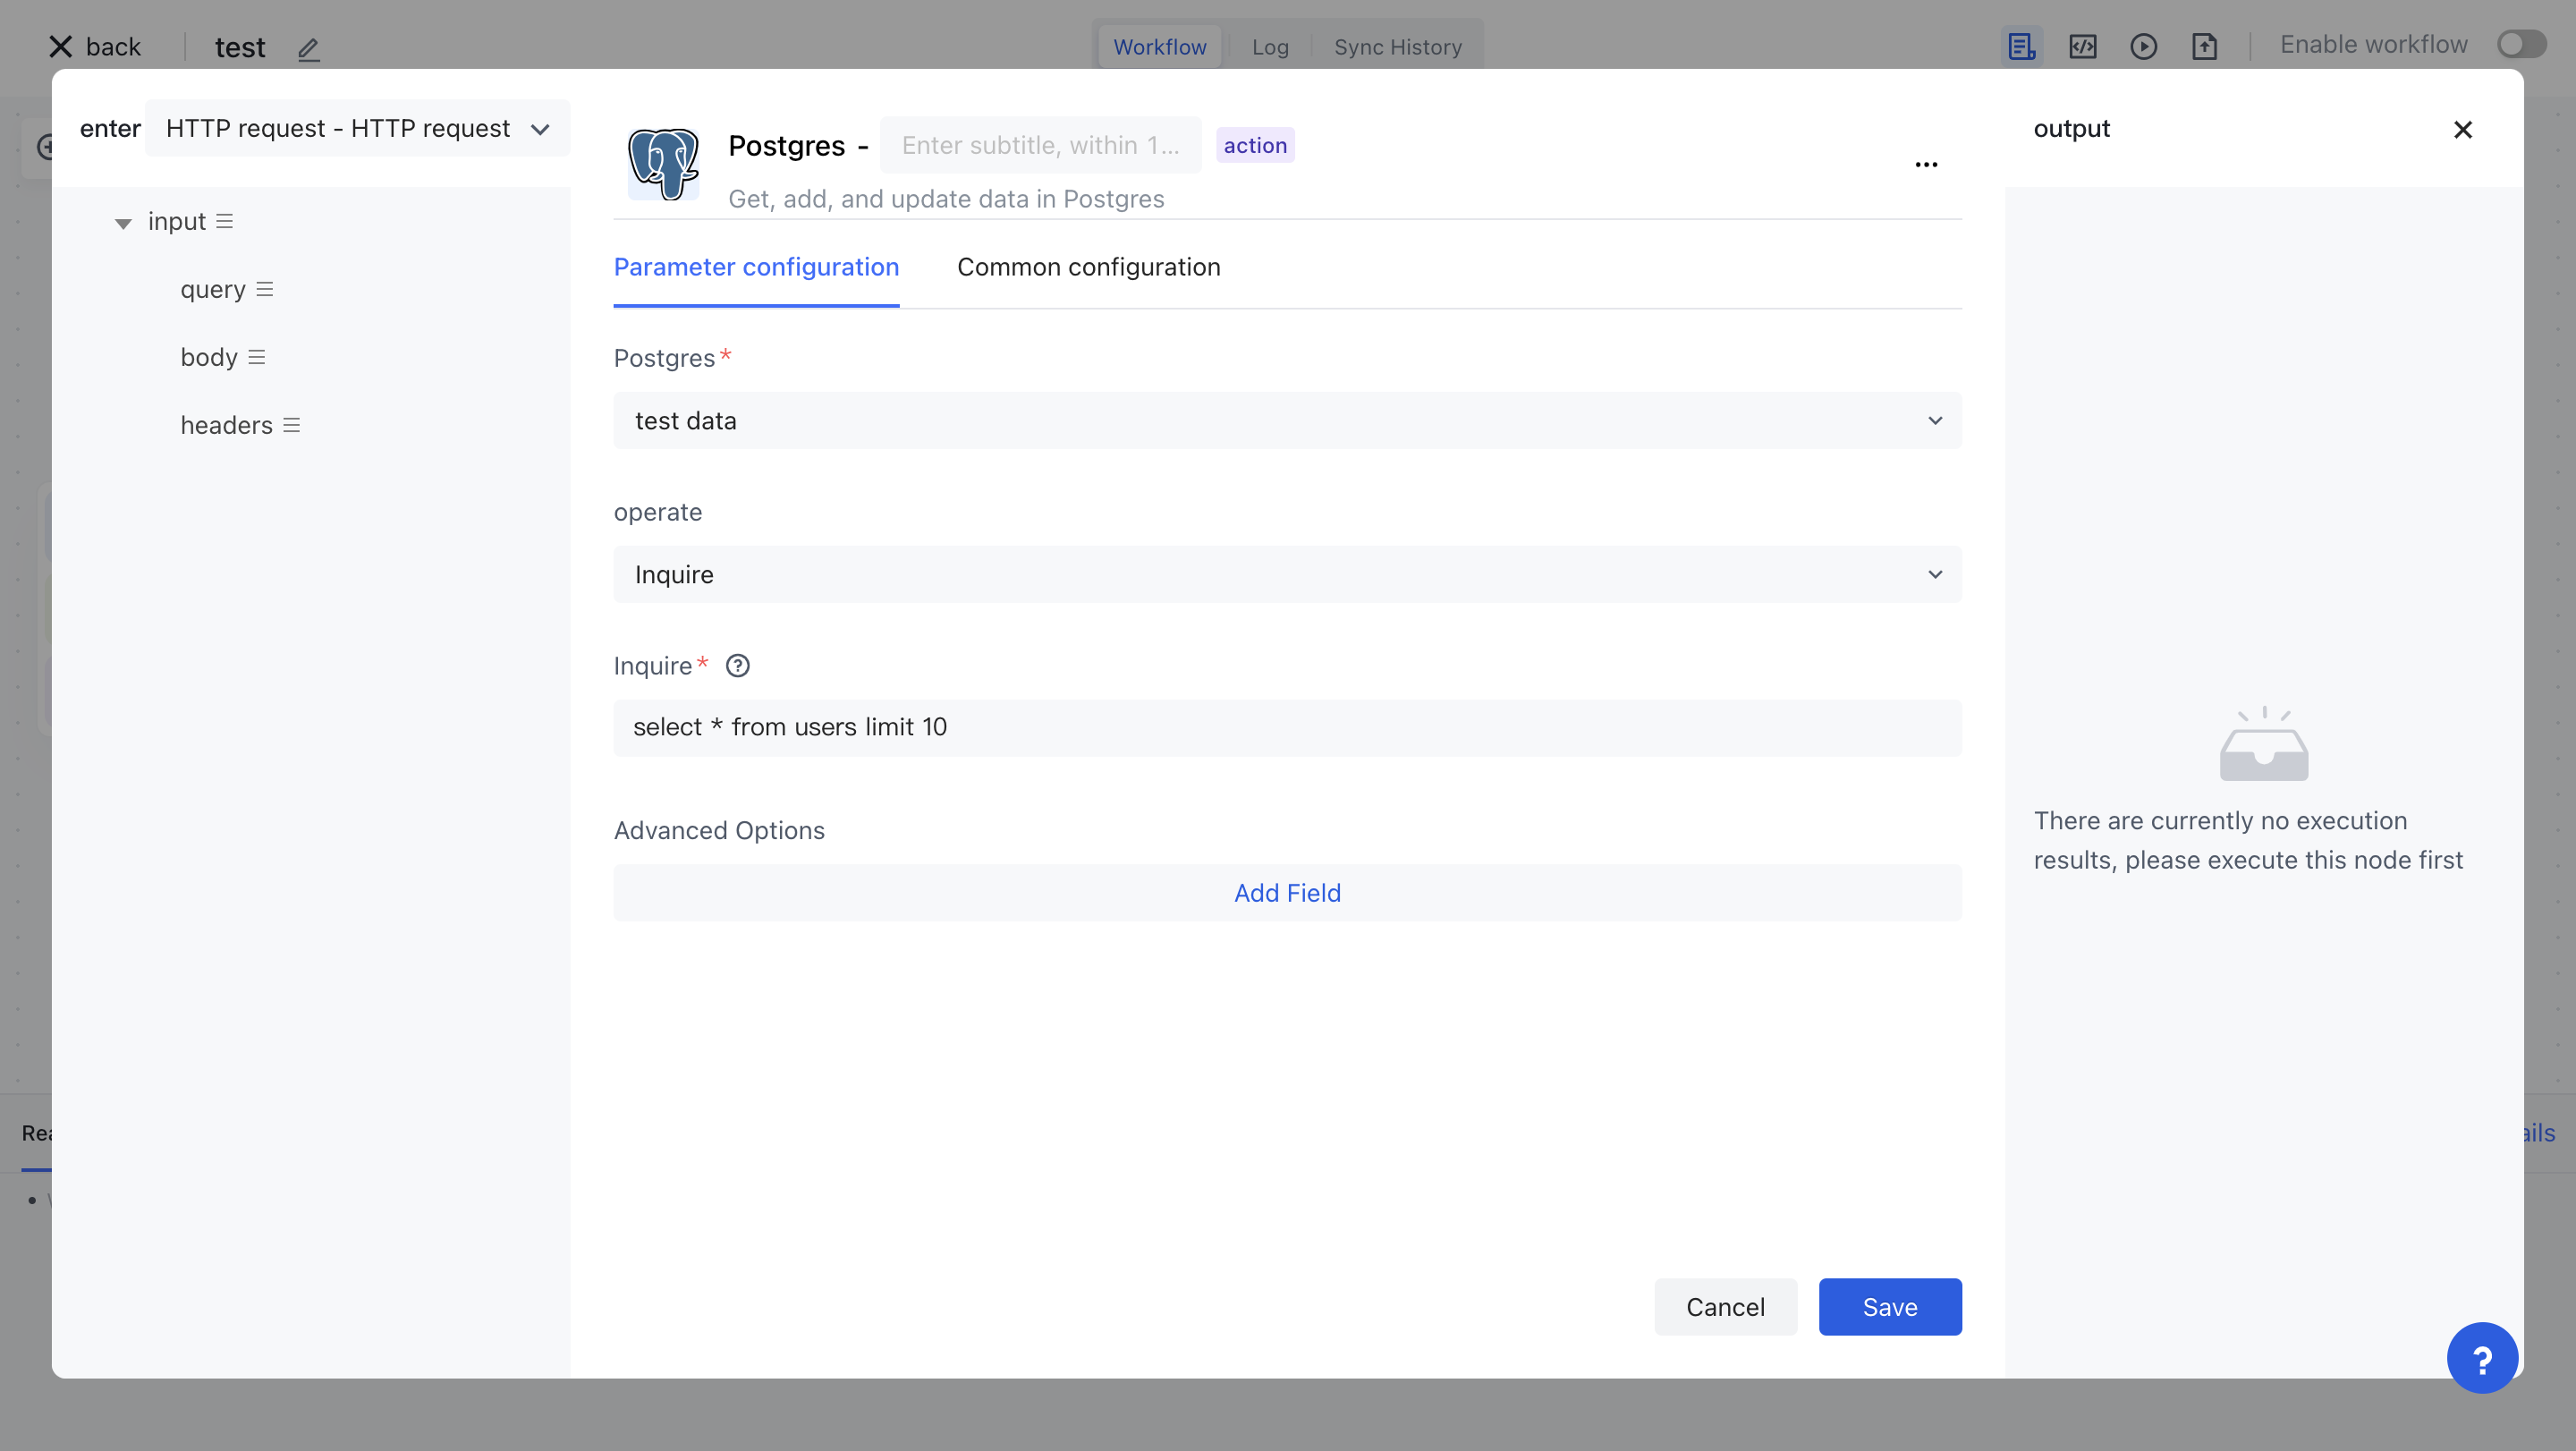 back
test
Workflow
Log
Sync History
Enable workflow
enter
HTTP request - HTTP request
input
query
body
headers
Postgres -
Enter subtitle, within 1...
action
Get, add, and update data in Postgres
Parameter configuration
Common configuration
Postgres*
test data
operate
Inquire
Inquire*
select * from users limit 10
Advanced Options
Add Field
Cancel
Save
output
There are currently no execution
results, please execute this node first
?